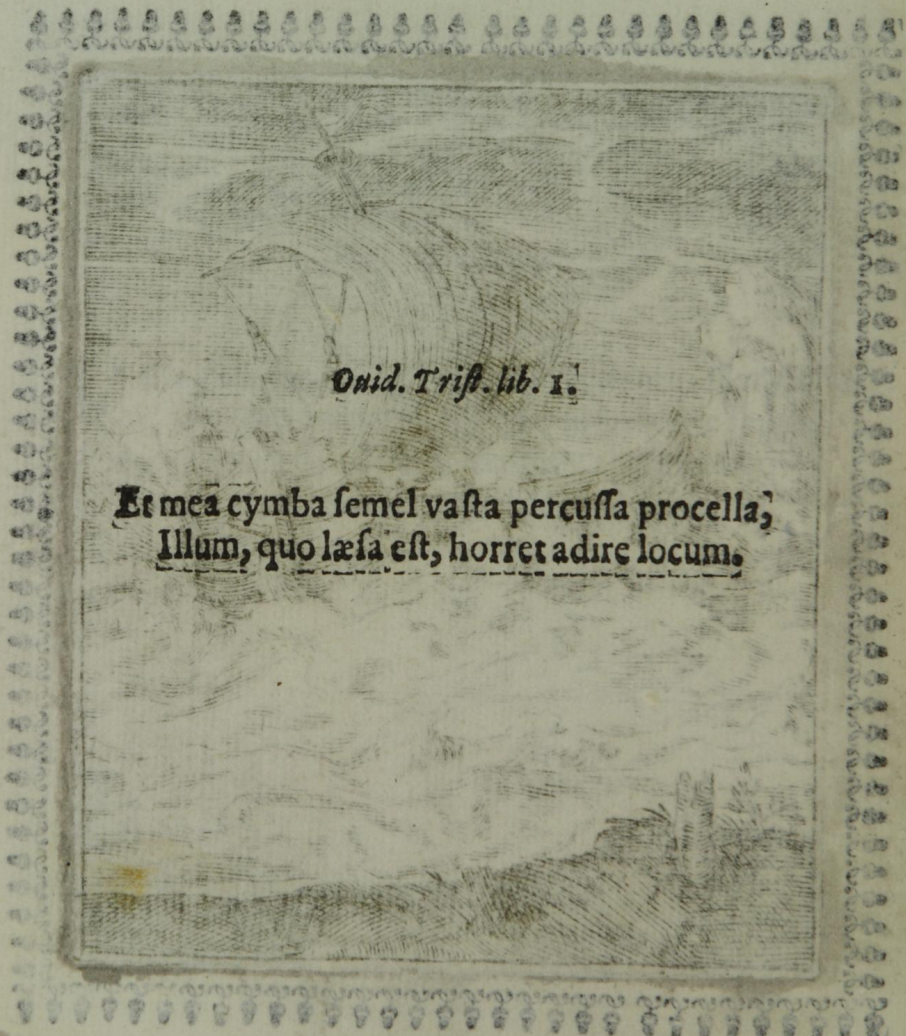 Ouid. Trist. lib. 1.
Et mea cymba ſemel vaſta percuſſa procella,
Illum, quo læſa eſt, horret adire locum.